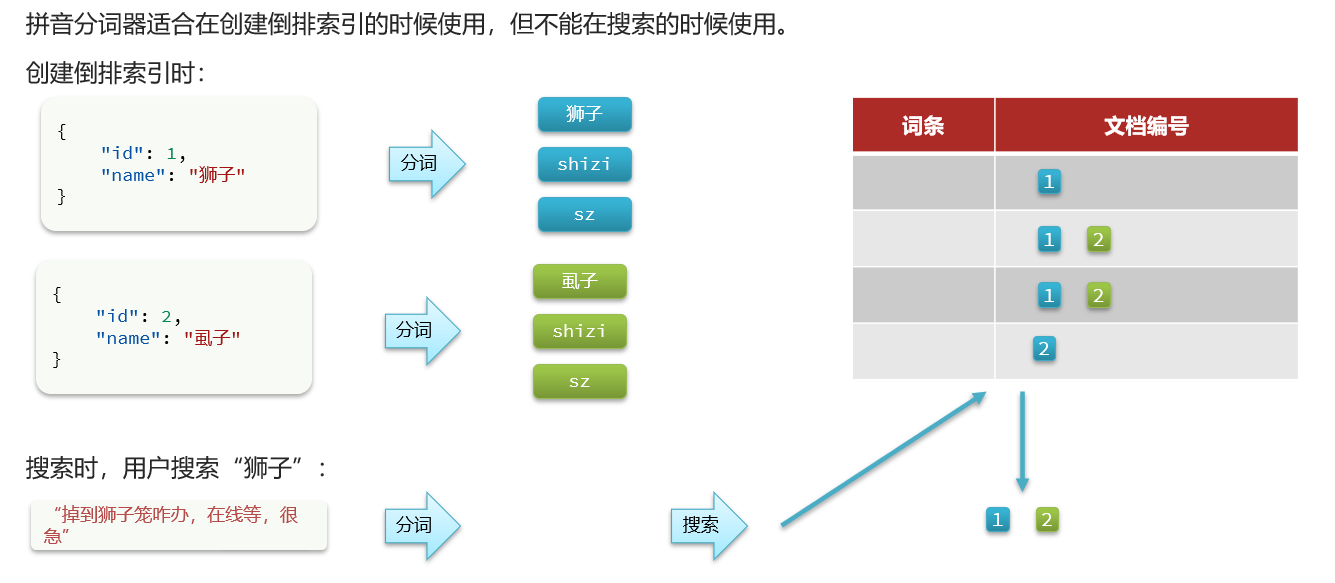 拼音分词器适合在创建倒排索引的时候使用，但不能在搜索的时候使用。
创建倒排索引时：
{
"id": 1,
"name": "狮子"
}
分词
狮子
shizi
sz
{
"id": 2,
"name": "虱子"
}
分词
虱子
shizi
sz
词条 文档编号
1
1 2
1 2
2
搜索时，用户搜索“狮子”：
“掉到狮子笼咋办，在线等，很
急”
分词
搜索
1 2